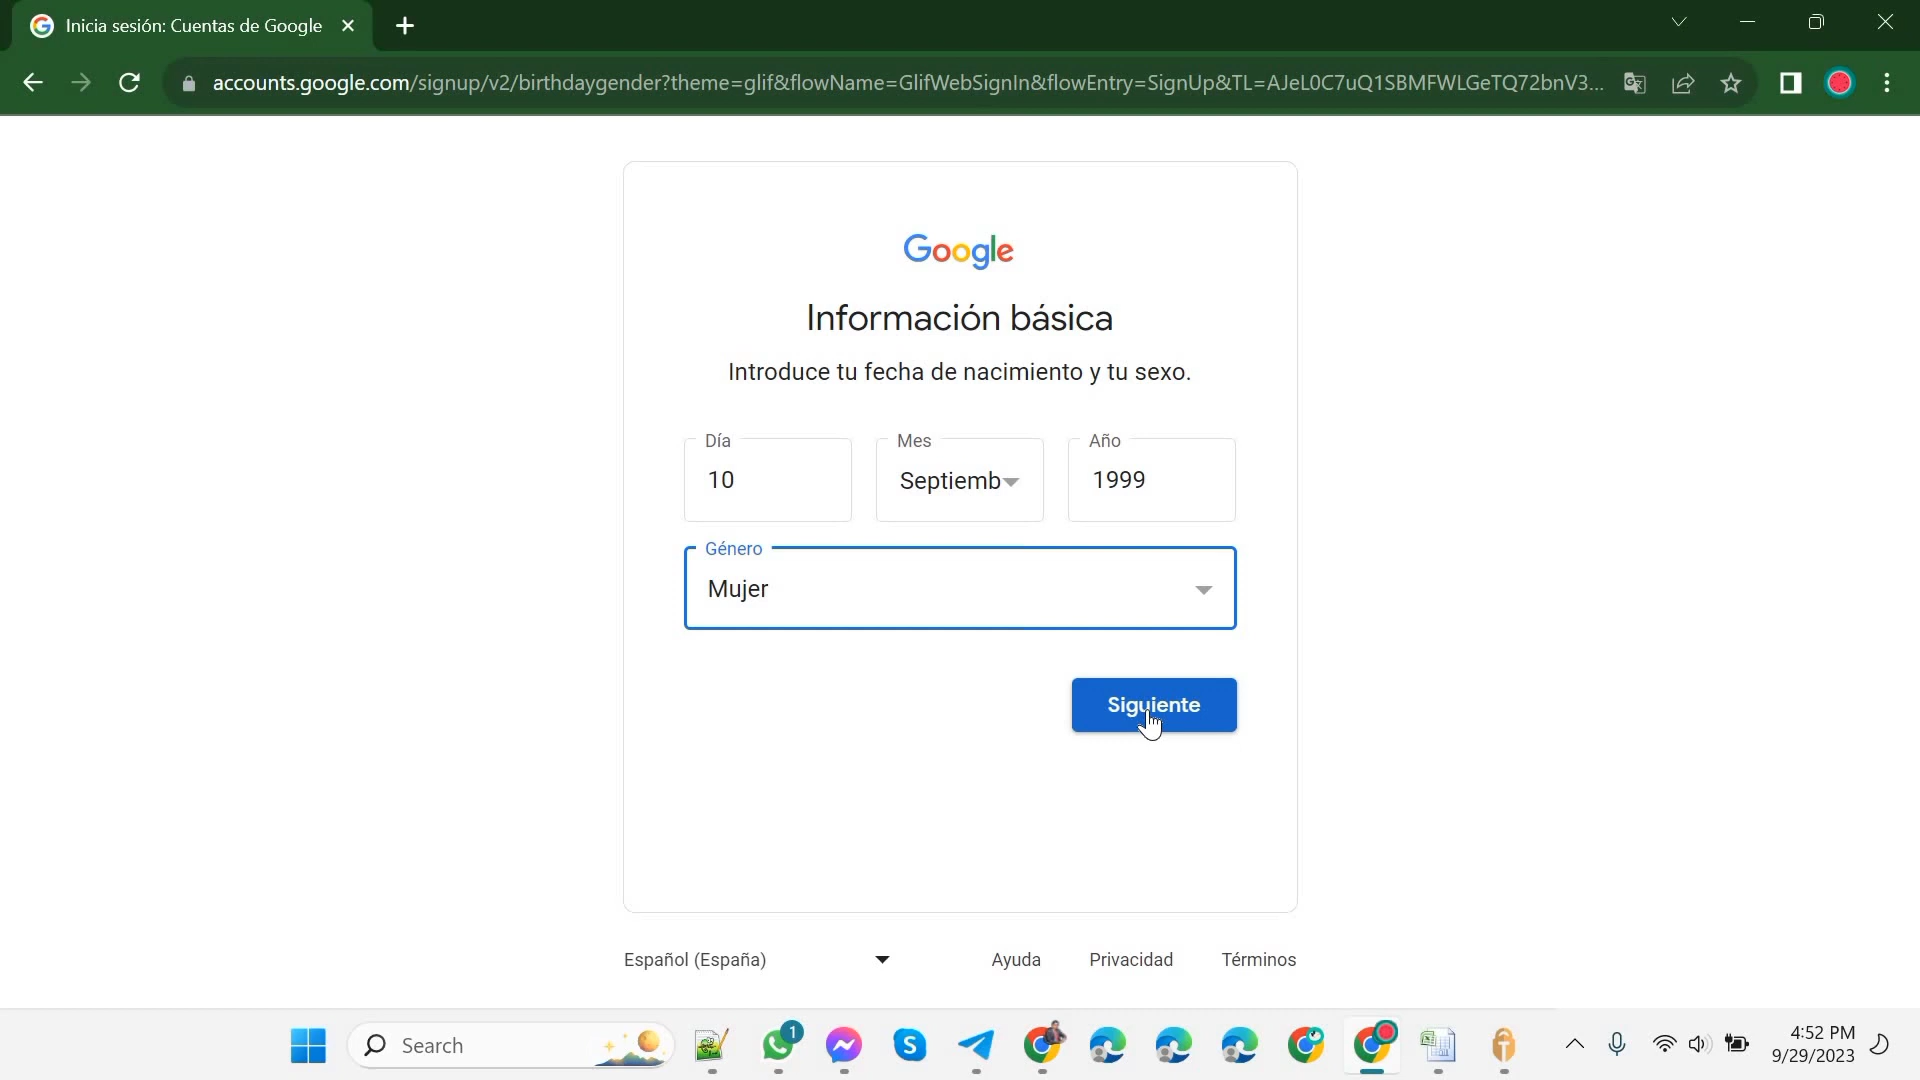 Inicia sesión: Cuentas de Google
accounts.google.com/signup/v2/birthdaygender?theme=glif&flowName=GlifWebSignIn&flowEntry=SignUp&TL=AJeL0C7uQ1SBMFWLGeTQ72bnV3...
Google
Información básica
Introduce tu fecha de nacimiento y tu sexo.
Día Mes Año
10 Septiemb 1999
Género
Mujer
Siguiente
Español (España) Ayuda Privacidad Términos
Search
1
4:52 PM
9/29/2023